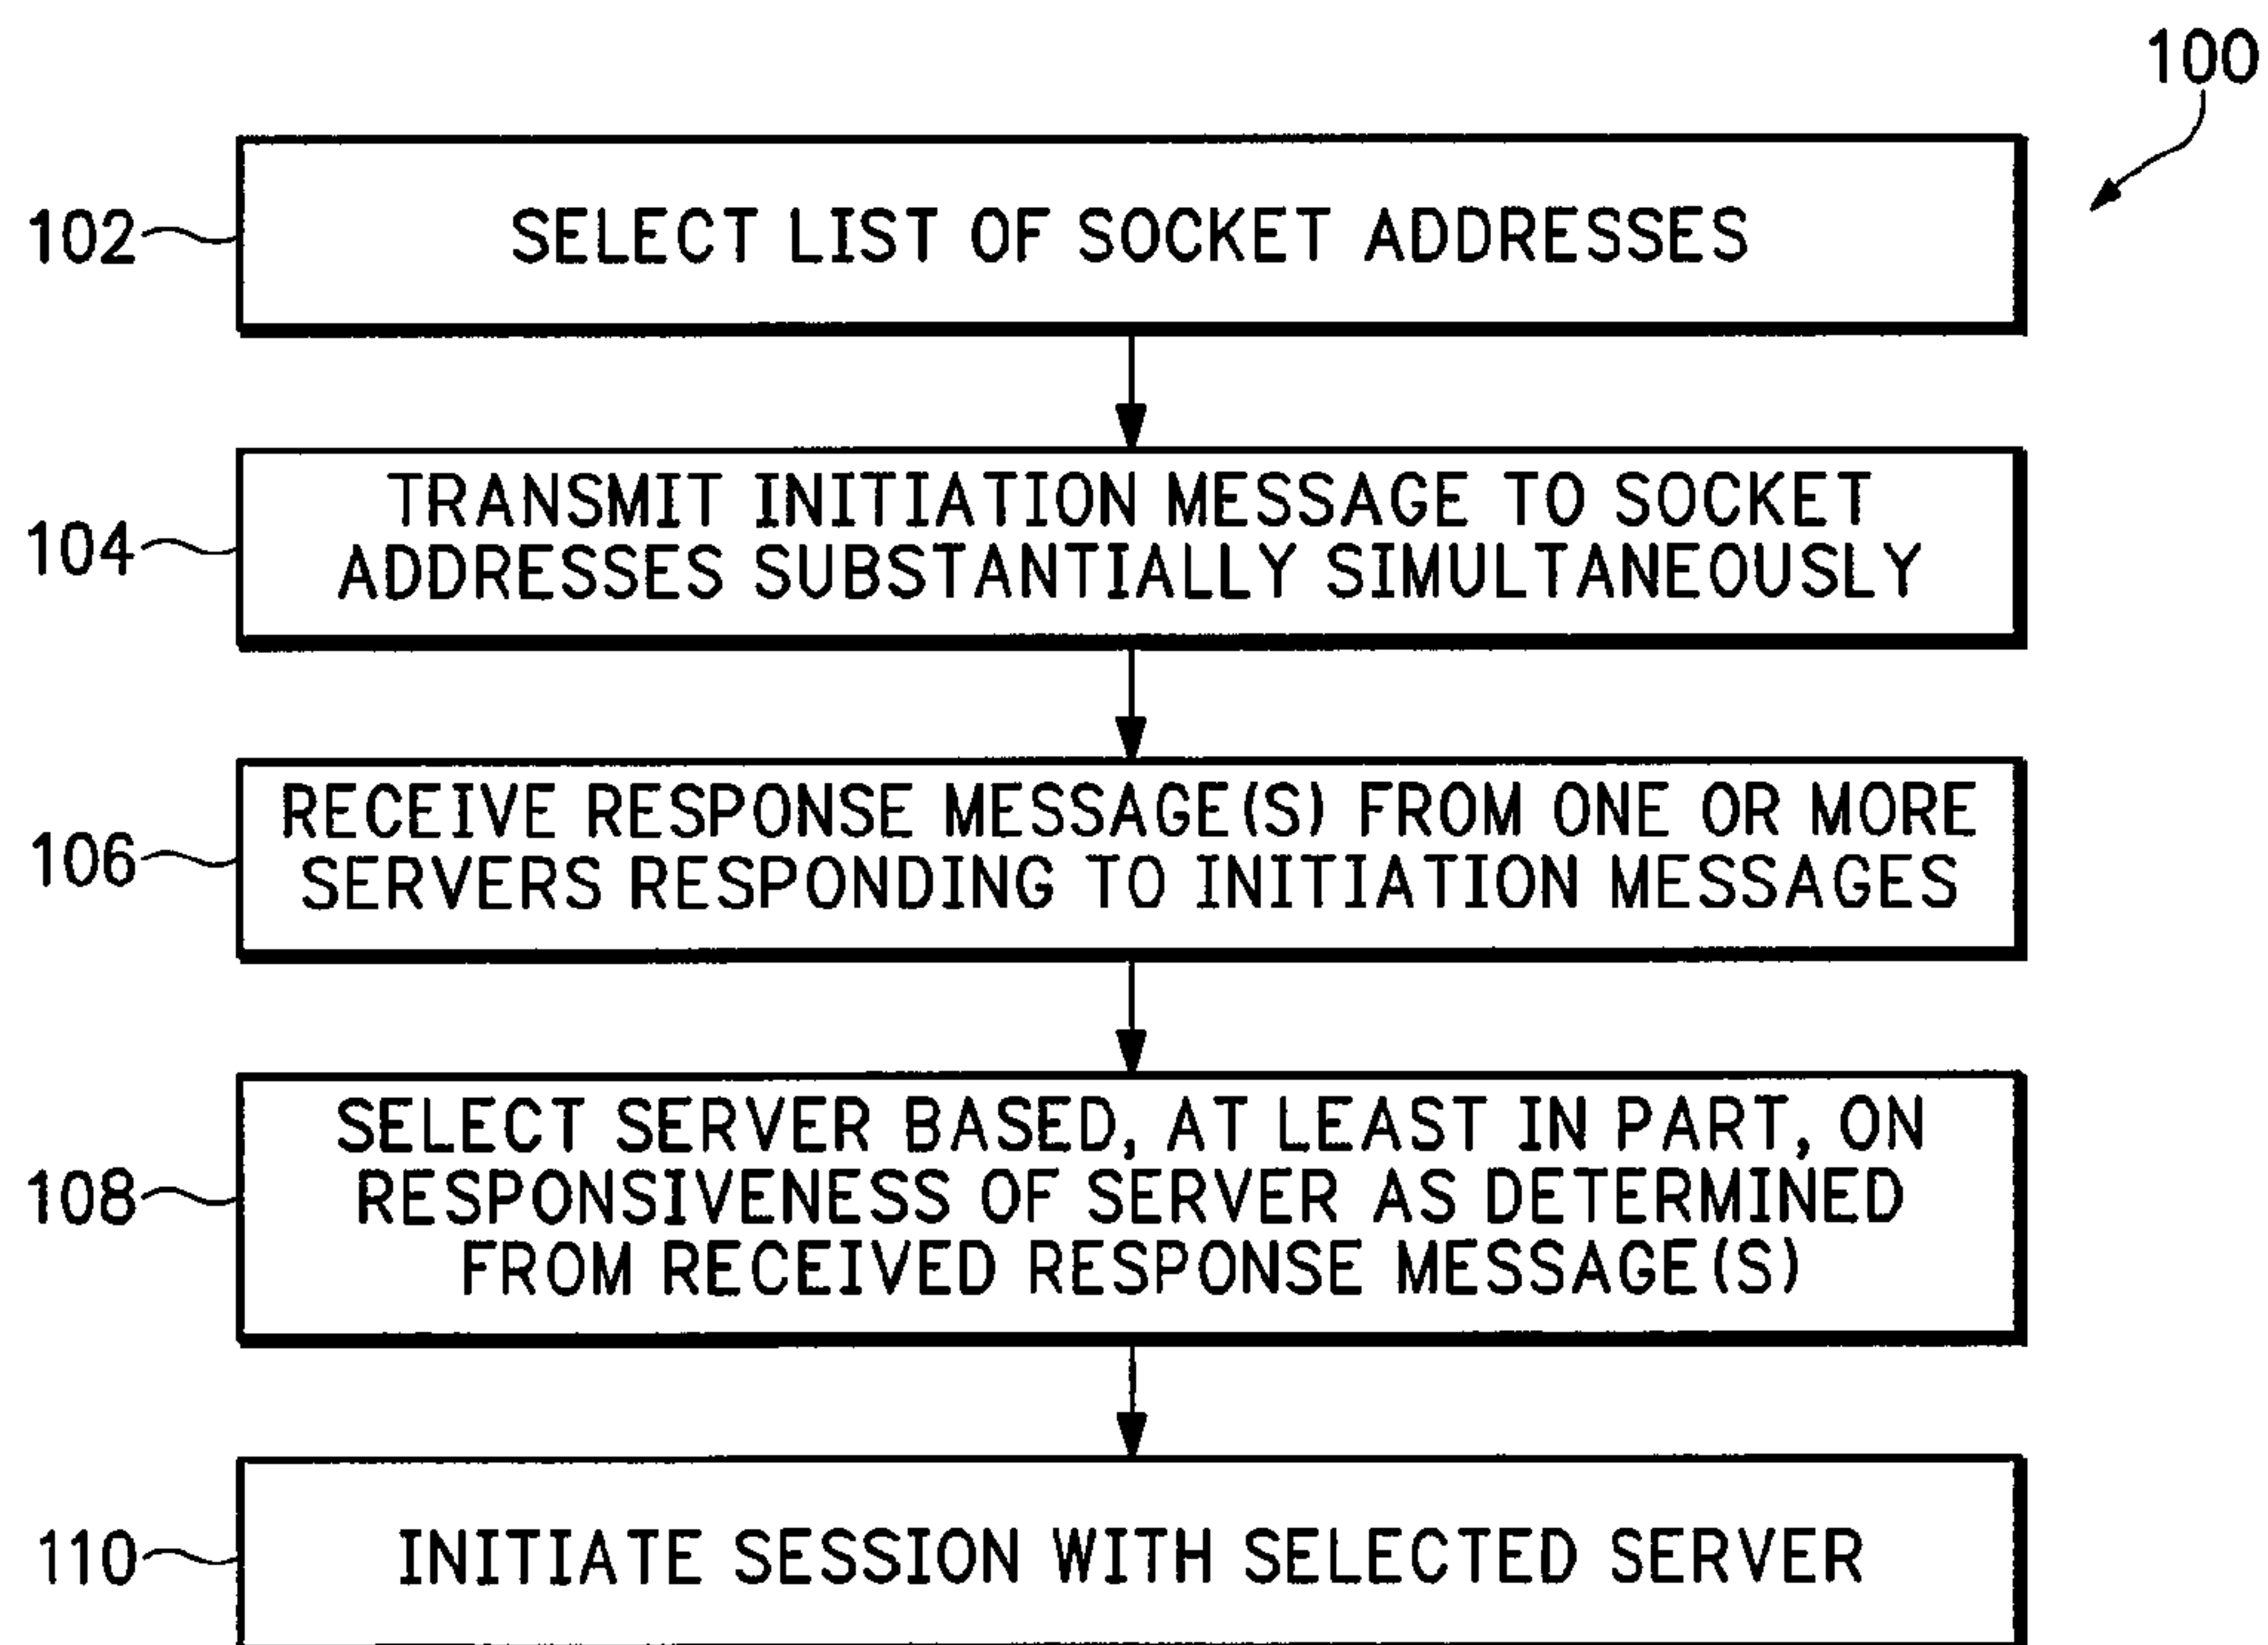 100
102
SELECT LIST OF SOCKET ADDRESSES
104
TRANSMIT INITIATION MESSAGE TO SOCKET
ADDRESSES SUBSTANTIALLY SIMULTANEOUSLY
106
RECEIVE RESPONSE MESSAGE(S) FROM ONE OR MORE
SERVERS RESPONDING TO INITIATION MESSAGES
108
SELECT SERVER BASED, AT LEAST IN PART, ON
RESPONSIVENESS OF SERVER AS DETERMINED
FROM RECEIVED RESPONSE MESSAGE(S)
110
INITIATE SESSION WITH SELECTED SERVER